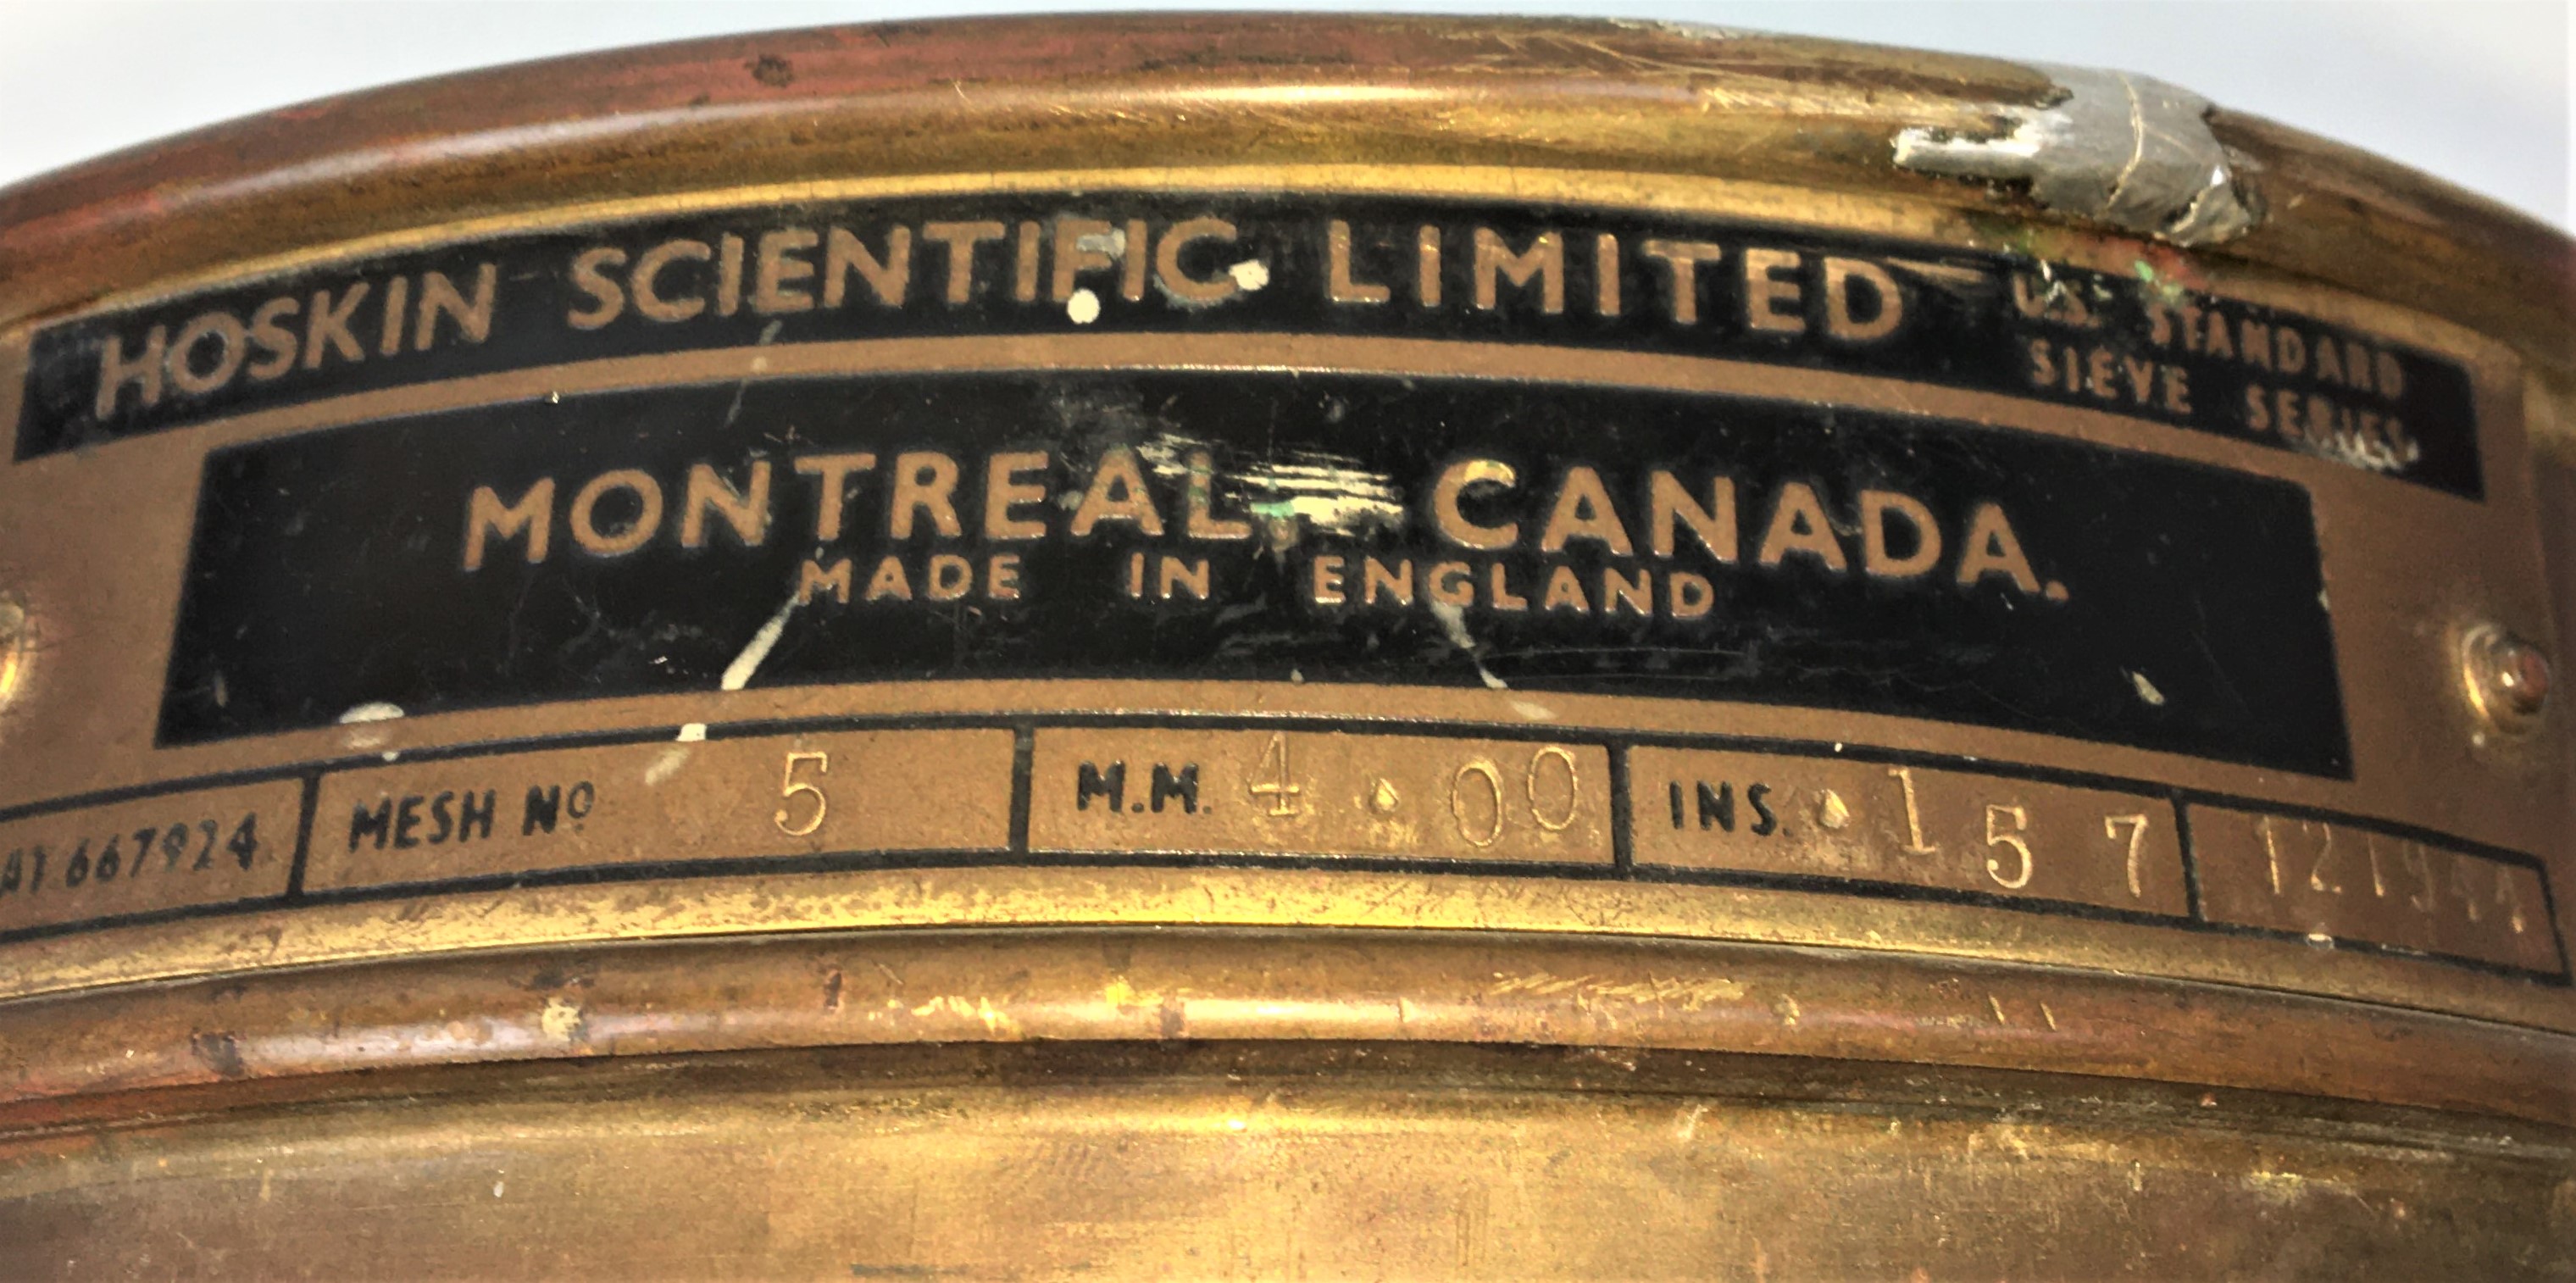 HOSKIN SCIENTIFIC LIMITED
U.S. STANDARD
SIEVE SERIES
MONTREAL, CANADA.
MADE IN ENGLAND
667924 MESH Nº 5 M.M. 4.00 INS. .157 121944